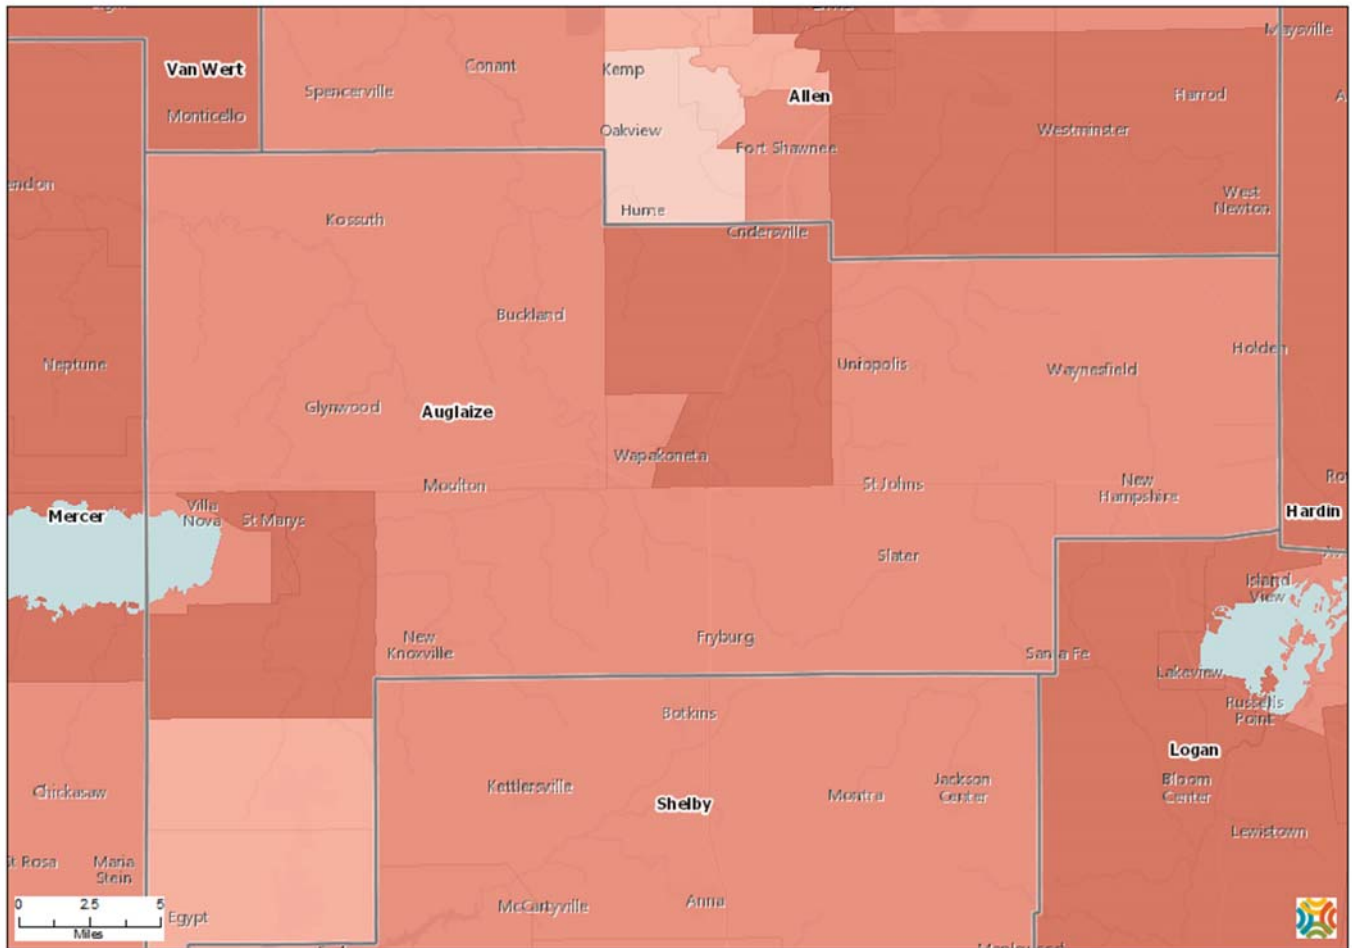 Maysville
Conant
Van Wert
Kemp
Spencerville
Allen
Harrod
Monticello
Oakview
Westminster
Fort Shawnee
endon
West
Newton
Hume
Kossuth
Cridersville
Buckland
Holden
Neptune
Uniopolis
Waynesfield
Glynwood
Auglaize
Wapakoneta
Moulton
St Johns
New
Hampshire
Villa
Nova
St Marys
Mercer
Hardin
Slater
Island
View
New
Knoxville
Fryburg
Santa Fe
Lakeview
Russells
Point
Botkins
Logan
Kettlersville
Jackson
Center
Bloom
Center
Chickasaw
Shelby
Montra
Lewistown
St Rosa
Maria
Stein
0 2.5 5
Miles
Egypt
McCartyville
Anna